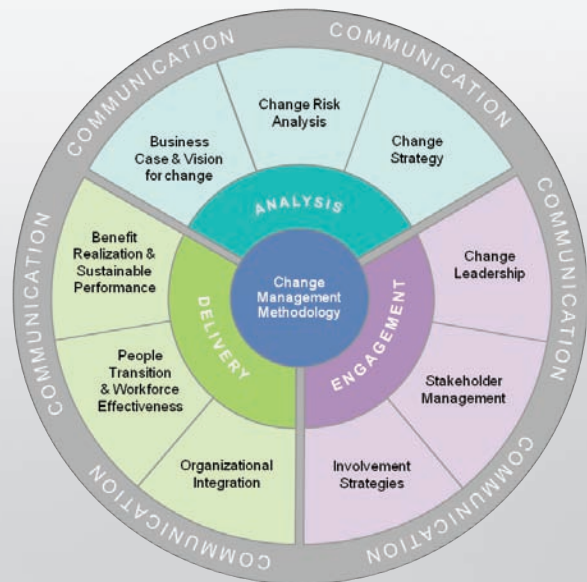 COMMUNICATION
COMMUNICATION
Change Risk
Analysis
Business
Case & Vision
for change
Change
Strategy
ANALYSIS
COMMUNICATION
COMMUNICATION
Benefit
Realization &
Sustainable
Performance
Change
Leadership
DELIVERY
Change
Management
Methodology
ENGAGEMENT
People
Transition
& Workforce
Effectiveness
Stakeholder
Management
Organizational
Integration
Involvement
Strategies
COMMUNICATION
COMMUNICATION